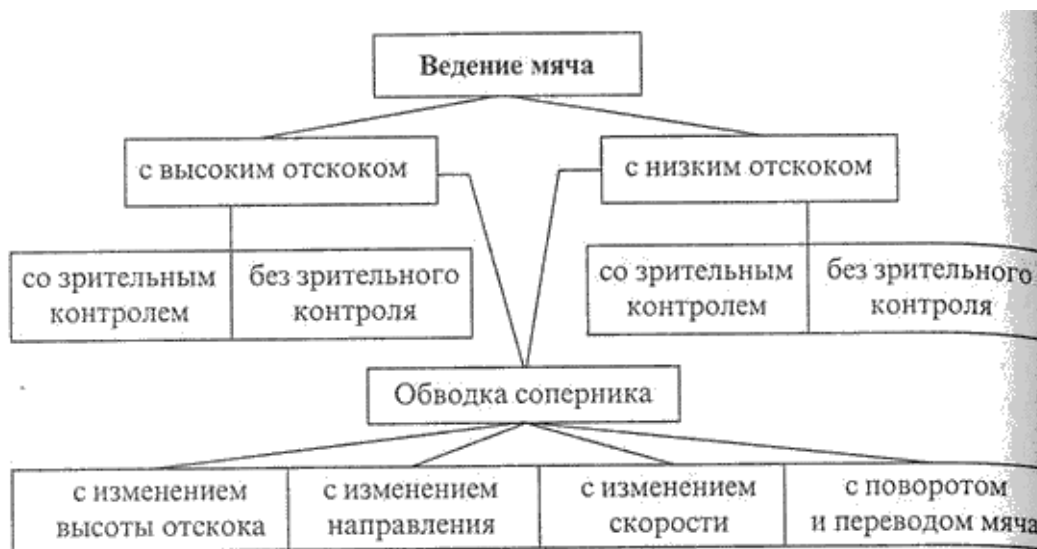 Ведение мяча
с высоким отскоком
с низким отскоком
со зрительным
контролем
без зрительного
контроля
со зрительным
контролем
без зрительного
контроля
Обводка соперника
с изменением
высоты отскока
с изменением
направления
с изменением
скорости
с поворотом
и переводом мяча